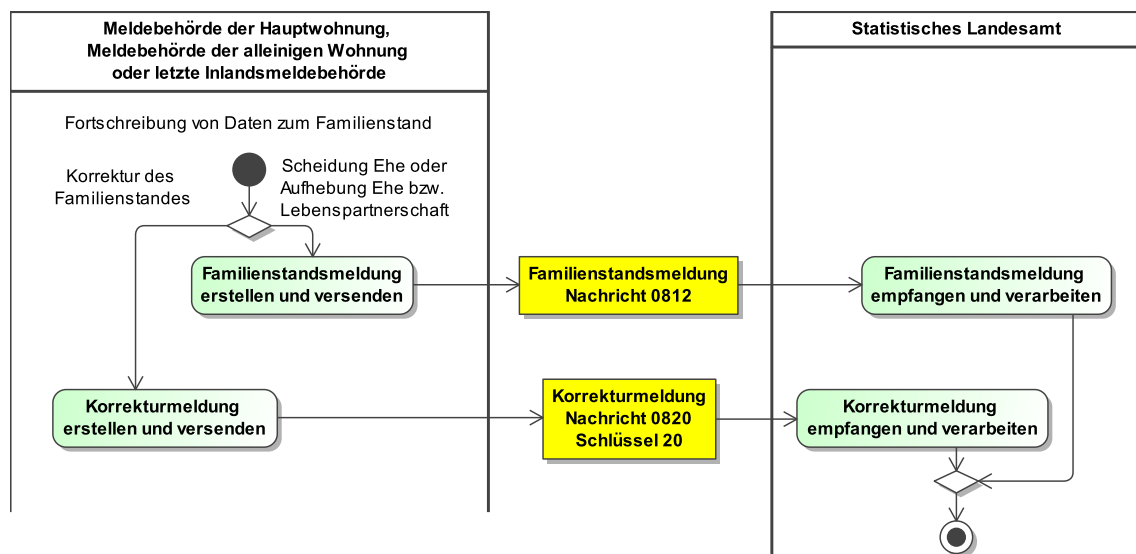 Meldebehörde der Hauptwohnung,
Meldebehörde der alleinigen Wohnung
oder letzte Inlandsmeldebehörde
Statistisches Landesamt
Fortschreibung von Daten zum Familienstand
Korrektur des
Familienstandes
Scheidung Ehe oder
Aufhebung Ehe bzw.
Lebenspartnerschaft
Familienstandsmeldung
erstellen und versenden
Familienstandsmeldung
Nachricht 0812
Familienstandsmeldung
empfangen und verarbeiten
Korrekturmeldung
erstellen und versenden
Korrekturmeldung
Nachricht 0820
Schlüssel 20
Korrekturmeldung
empfangen und verarbeiten